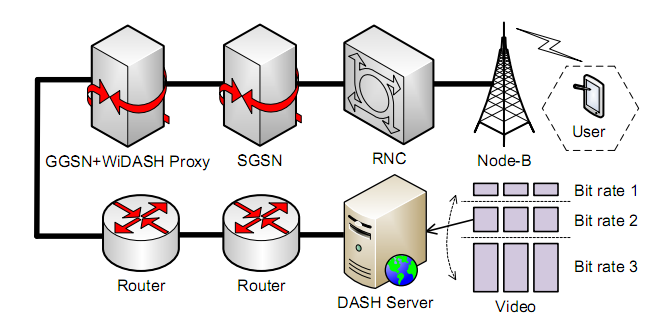 GGSN+WiDASH Proxy
SGSN
RNC
Node-B
User
Router
Router
DASH Server
Bit rate 1
Bit rate 2
Bit rate 3
Video